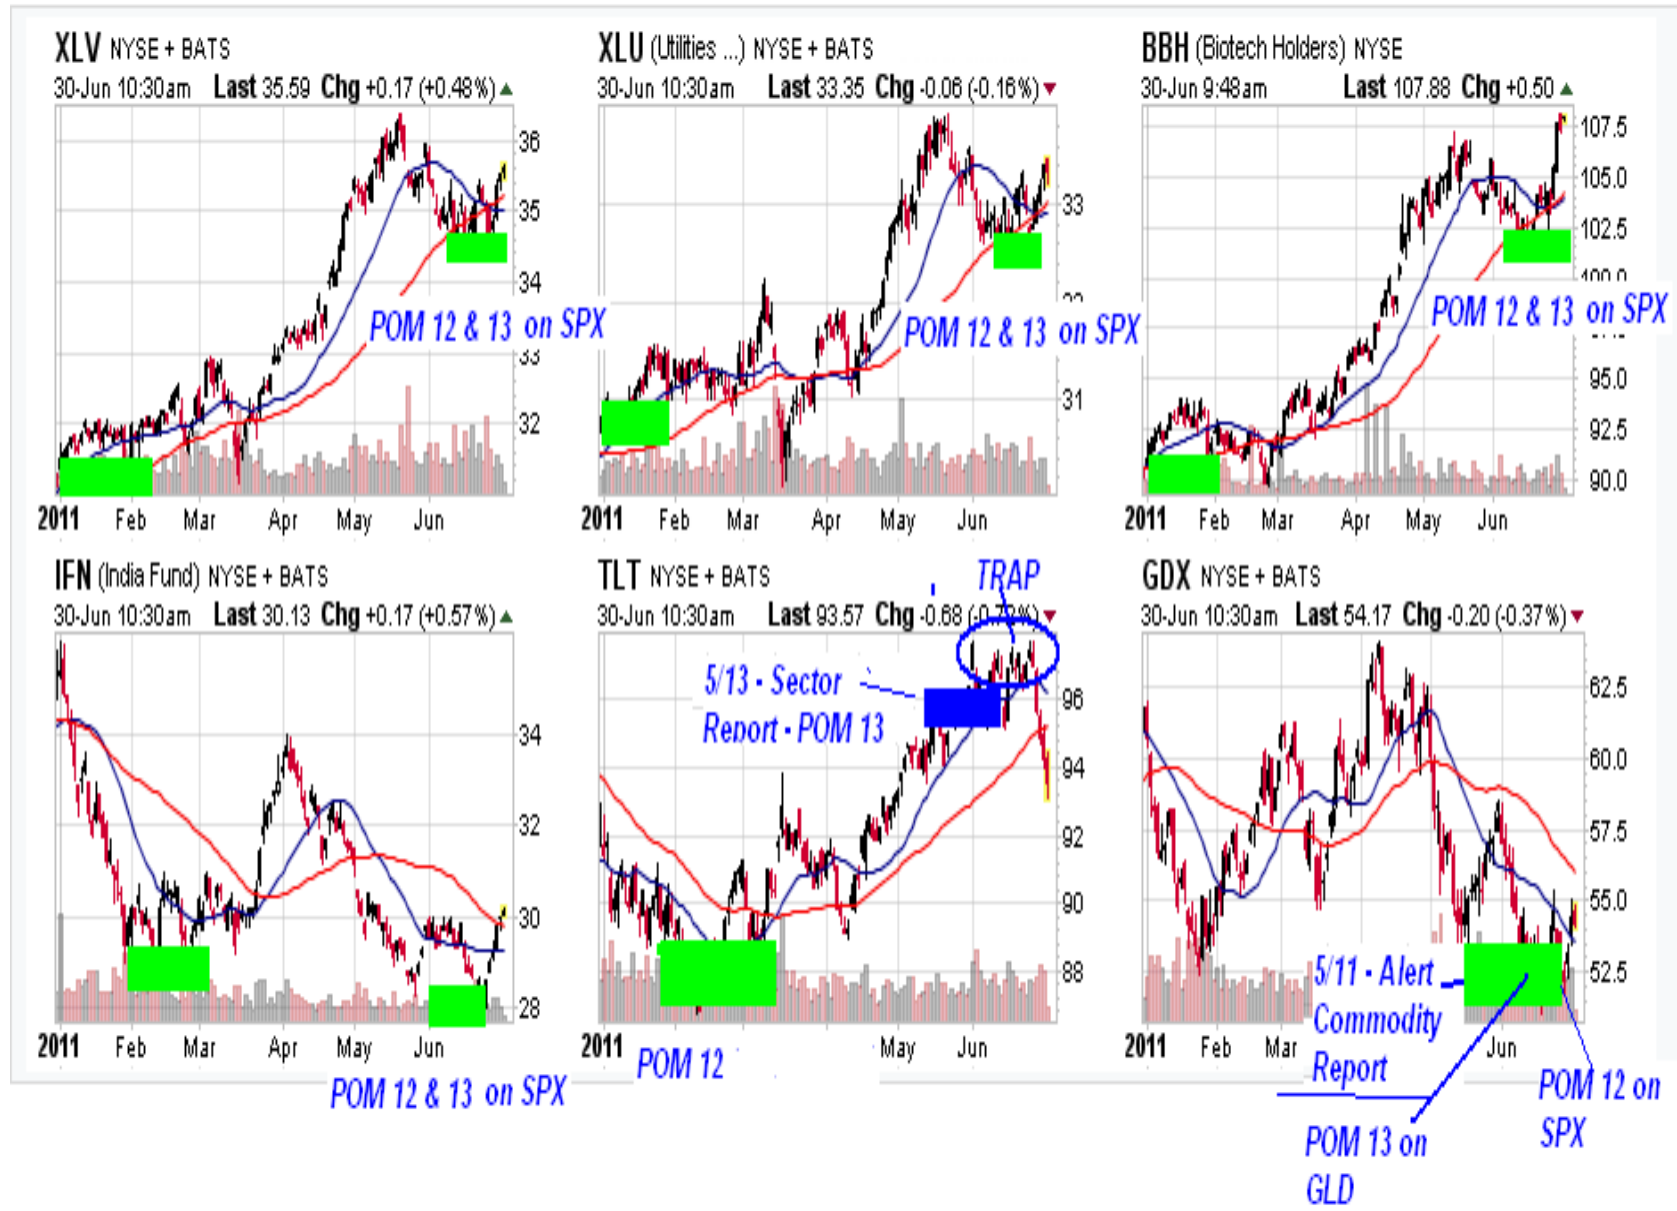 XLV NYSE + BATS
30-Jun 10:30am Last 35.59 Chg +0.17 (+0.48%)
36
35
34
33
32
POM 12 & 13 on SPX
2011 Feb Mar Apr May Jun
XLU (Utilities ...) NYSE + BATS
30-Jun 10:30am Last 33.35 Chg -0.06 (-0.16%)
33
31
POM 12 & 13 on SPX
2011 Feb Mar Apr May Jun
BBH (Biotech Holders) NYSE
30-Jun 9:48am Last 107.88 Chg +0.50
107.5
105.0
102.5
95.0
92.5
90.0
POM 12 & 13 on SPX
2011 Feb Mar Apr May Jun
IFN (India Fund) NYSE + BATS
30-Jun 10:30am Last 30.13 Chg +0.17 (+0.57%)
34
32
30
28
2011 Feb Mar Apr May Jun
POM 12 & 13 on SPX
TLT NYSE + BATS
TRAP
30-Jun 10:30am Last 93.57 Chg -0.68
5/13 - Sector
Report - POM 13
96
94
92
90
88
2011 May Jun
POM 12
GDX NYSE + BATS
30-Jun 10:30am Last 54.17 Chg -0.20 (-0.37%)
62.5
60.0
57.5
55.0
52.5
5/11 - Alert
Commodity
Report
2011 Feb Mar Jun
POM 12 on
SPX
POM 13 on
GLD